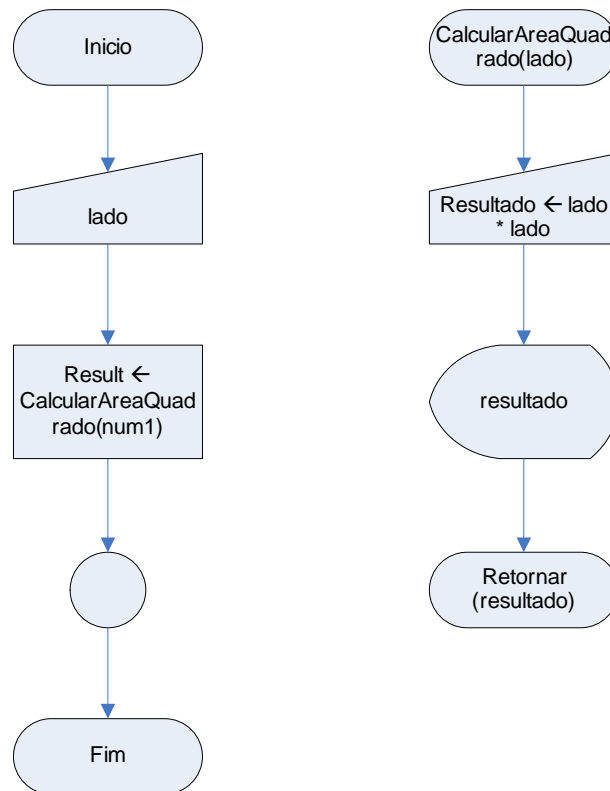 Inicio
lado
Result ←
CalcularAreaQuad
rado(num1)
Fim
CalcularAreaQuad
rado(lado)
Resultado ← lado
* lado
resultado
Retornar
(resultado)